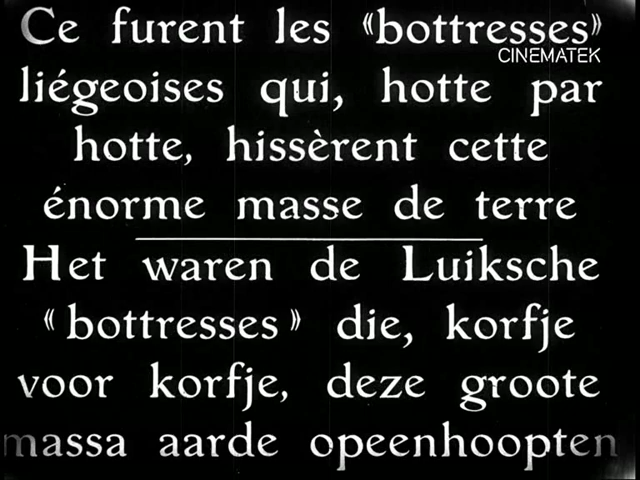 Ce furent les «bottresses»
CINEMATEK
liégeoises qui, hotte par
hotte, hissèrent cette
énorme masse de terre
Het waren de Luiksche
«bottresses» die, korfje
voor korfje, deze groote
massa aarde opeenhoopten